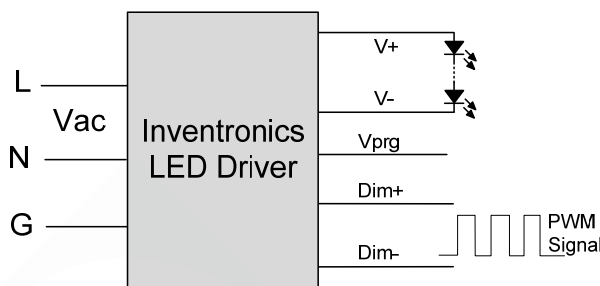 L
Vac
N
G
Inventronics
LED Driver
V+
V-
Vprg
Dim+
Dim-
PWM
Signal